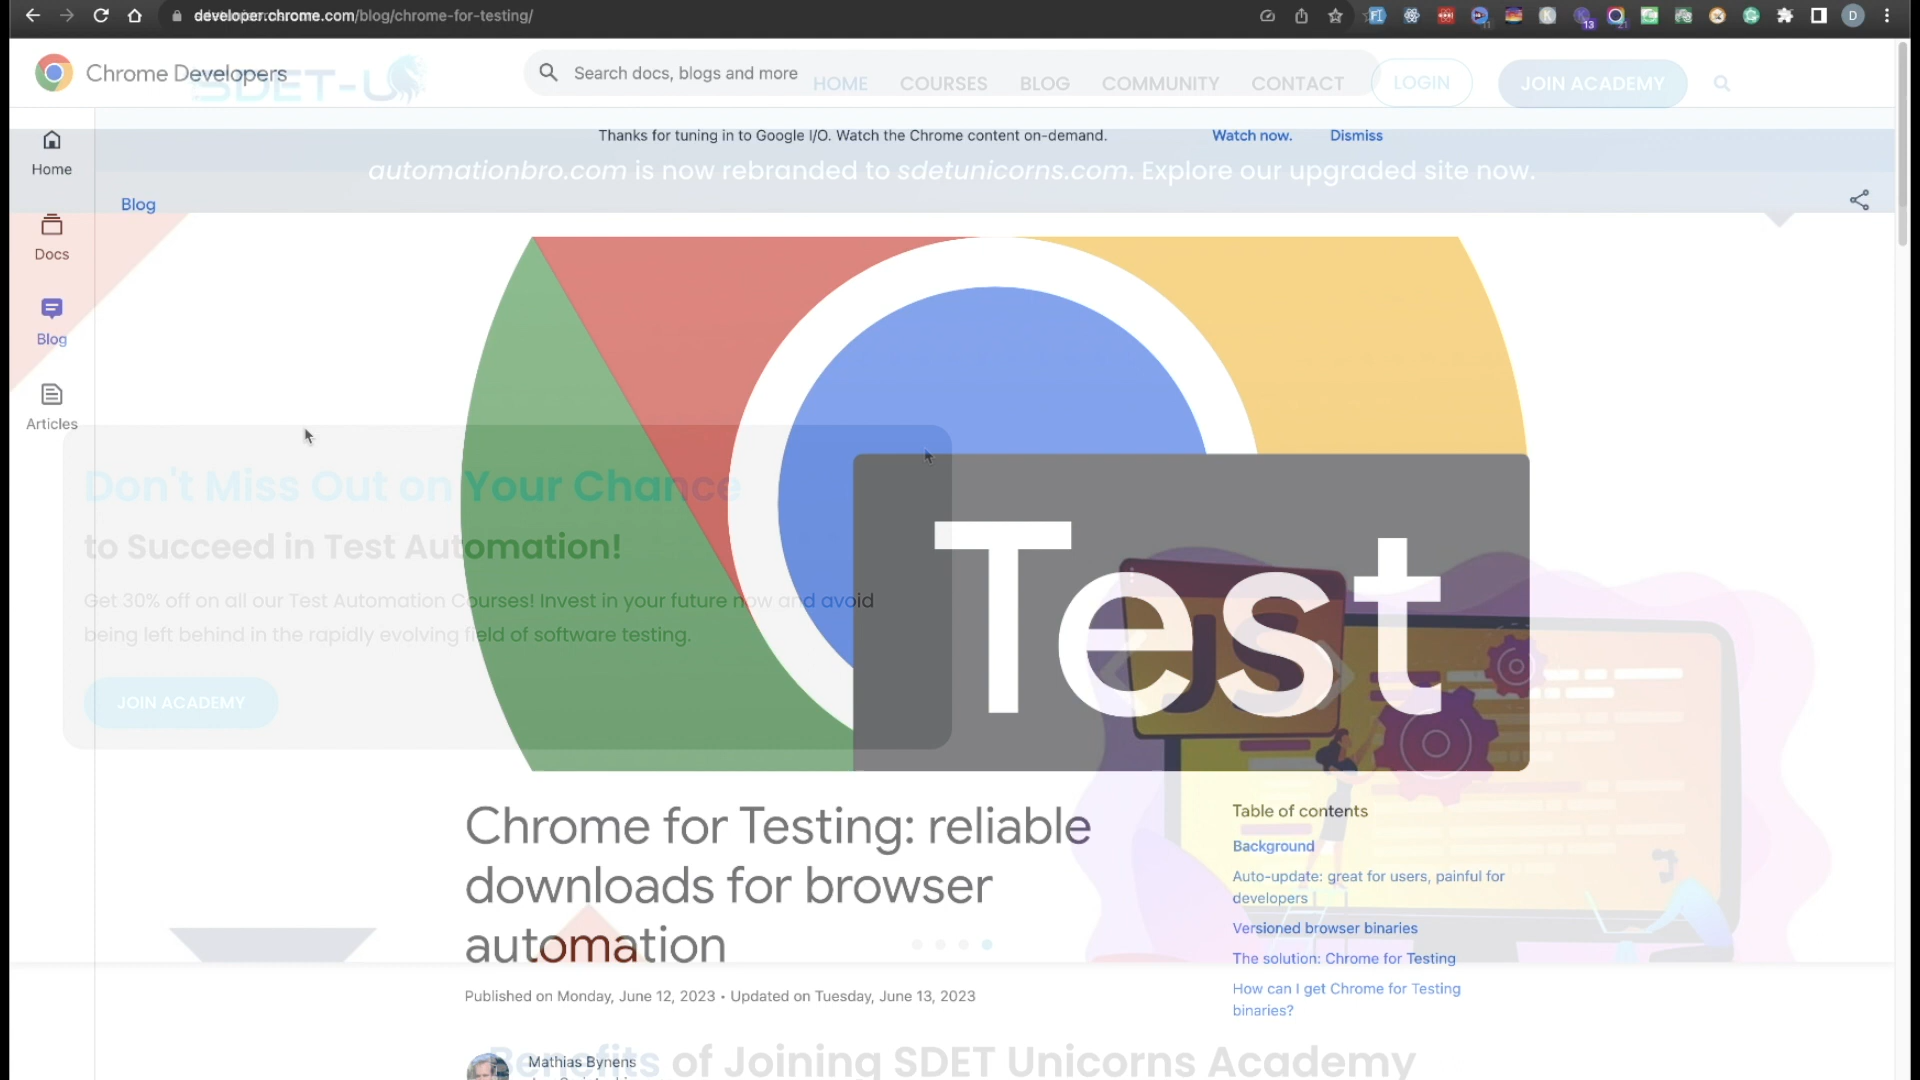 developer.chrome.com/blog/chrome-for-testing/
D
13
Chrome Developers
SDET-U
Search docs, blogs and more
HOME COURSES BLOG COMMUNITY CONTACT LOGIN JOIN ACADEMY
Thanks for tuning in to Google I/O. Watch the Chrome content on-demand. Watch now. Dismiss
automationbro.com is now rebranded to sdetunicorns.com. Explore our upgraded site now.
Home
Blog
Docs
Blog
Articles
Don't Miss Out on Your Chance
to Succeed in Test Automation!
Get 30% off on all our Test Automation Courses! Invest in your future now and avoid
being left behind in the rapidly evolving field of software testing.
JOIN ACADEMY
Test
JS
Chrome for Testing: reliable
downloads for browser
automation
Published on Monday, June 12, 2023 • Updated on Tuesday, June 13, 2023
Mathias Bynens
Table of contents
Background
Auto-update: great for users, painful for
developers
Versioned browser binaries
The solution: Chrome for Testing
How can I get Chrome for Testing
binaries?
Benefits of Joining SDET Unicorns Academy